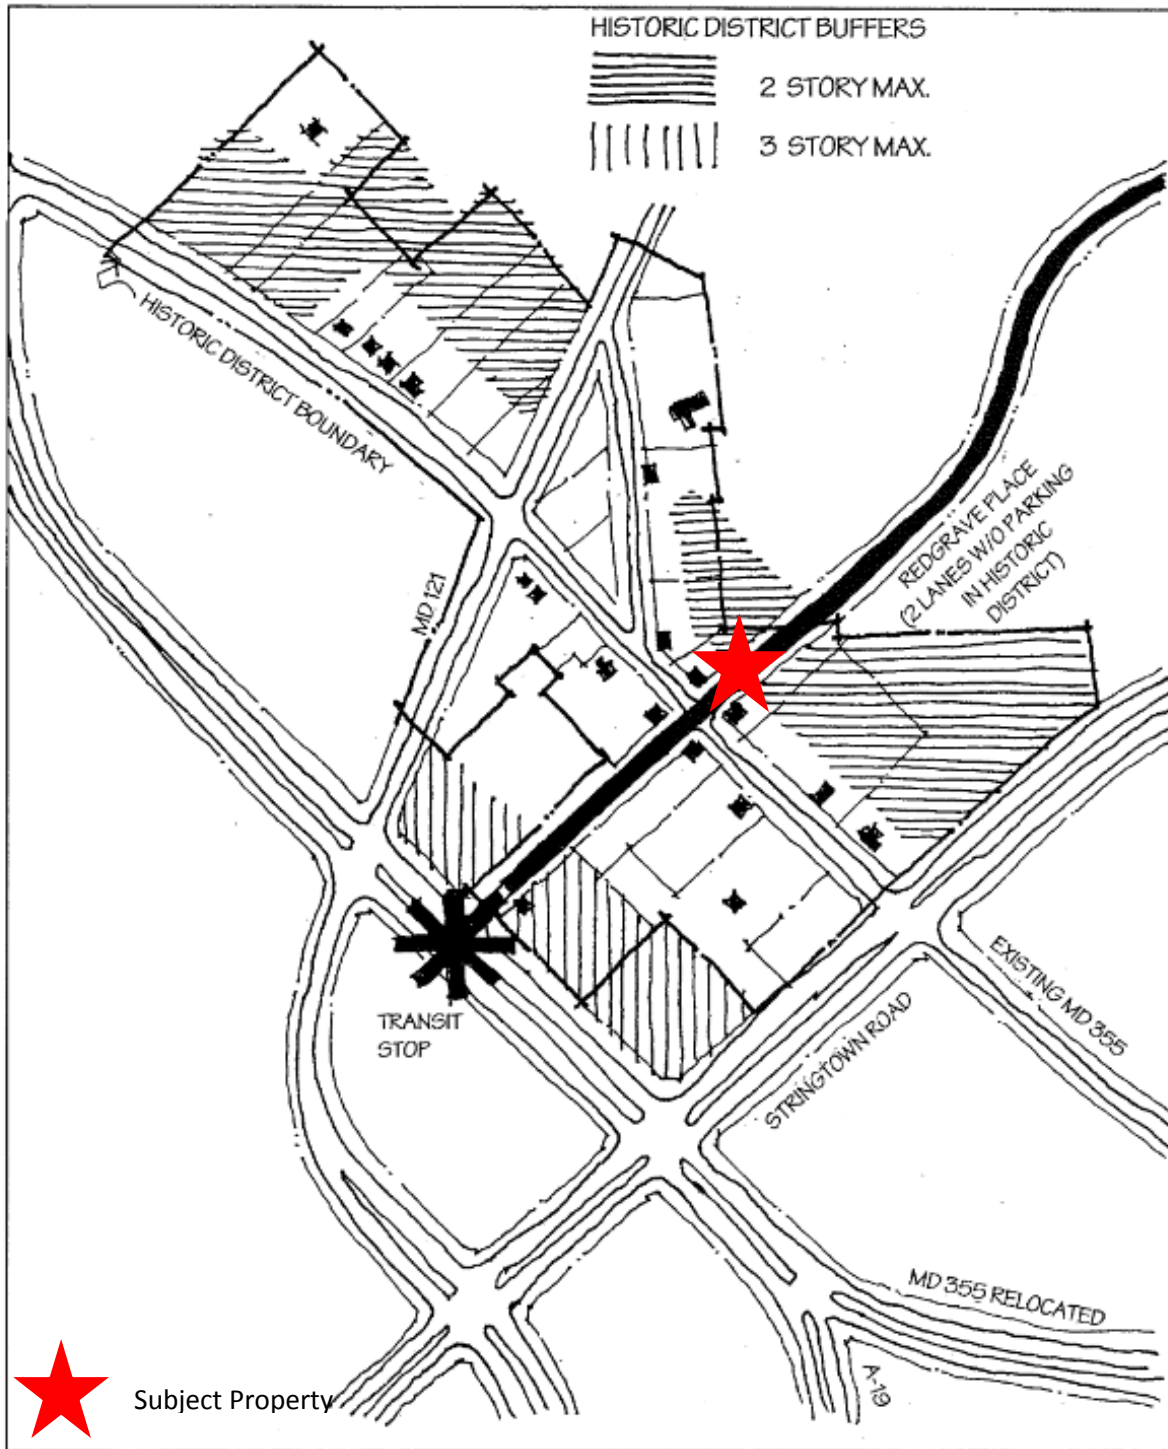 HISTORIC DISTRICT BUFFERS
2 STORY MAX.
3 STORY MAX.
HISTORIC DISTRICT BOUNDARY
MD 121
REDGRAVE PLACE
(2 LANES W/O PARKING
IN HISTORIC
DISTRICT)
TRANSIT
STOP
EXISTING MD 355
STRINGTOWN ROAD
MD 355 RELOCATED
A-19
Subject Property